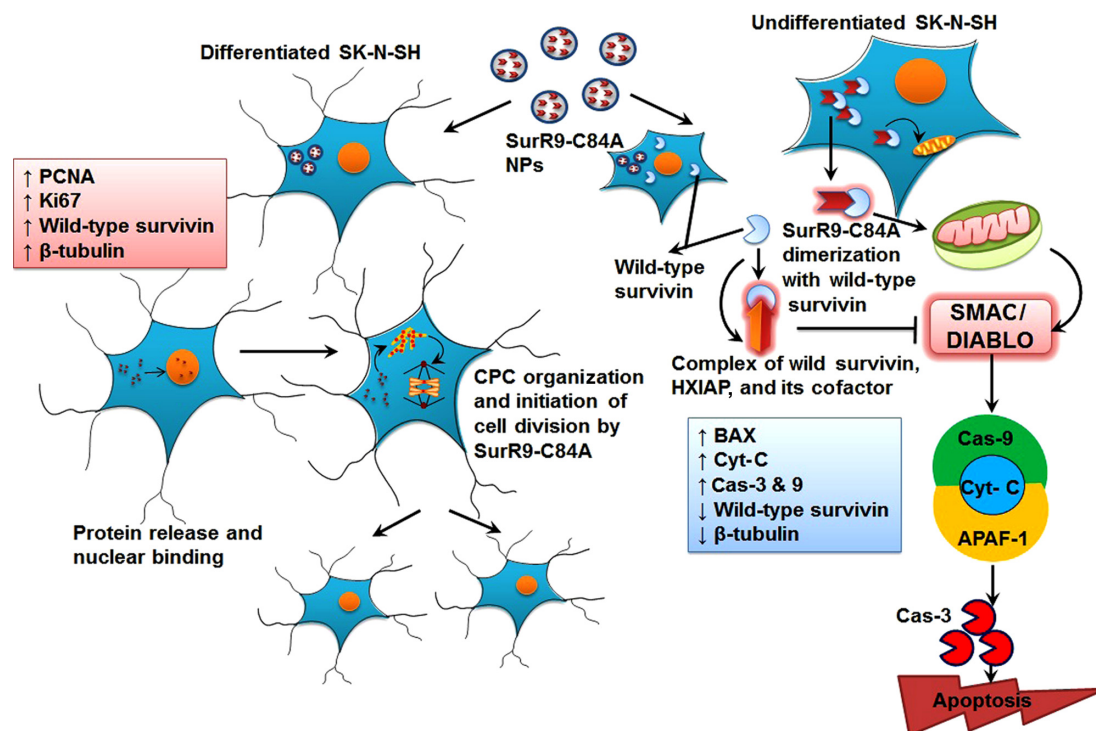 Differentiated SK-N-SH
Undifferentiated SK-N-SH
SurR9-C84A
NPs
↑ PCNA
↑ Ki67
↑ Wild-type survivin
↑ β-tubulin
Wild-type
survivin
SurR9-C84A
dimerization
with wild-type
survivin
SMAC/
DIABLO
Complex of wild survivin,
HXIAP, and its cofactor
CPC organization
and initiation of
cell division by
SurR9-C84A
Protein release and
nuclear binding
↑ BAX
↑ Cyt-C
↑ Cas-3 & 9
↓ Wild-type survivin
↓ β-tubulin
Cas-9
Cyt- C
APAF-1
Cas-3
Apoptosis